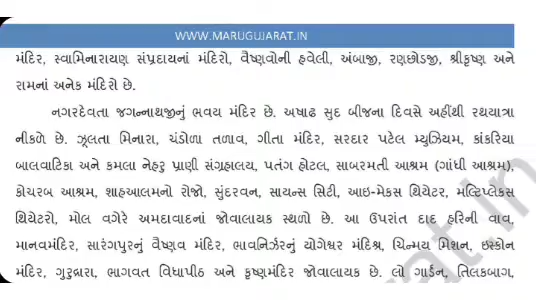 WWW.MARUGUJARAT.IN
મંદિર, સ્વામિનારાયણ સંપ્રદાયનાં મંદિરો, વૈષ્ણવોની હવેલી, અંબાજી, રણછોડજી, શ્રીકૃષ્ણ અને
રામનાં અનેક મંદિરો છે.
નગરદેવતા જગન્નાથજીનું ભવય મંદિર છે. અષાઢ સુદ બીજના દિવસે અહીંથી રથયાત્રા
નીકળે છે. ઝૂલતા મિનારા, ચંડોળા તળાવ, ગીતા મંદિર, સરદાર પટેલ મ્યુઝિયમ, કાંકરિયા
બાલવાટિકા અને કમલા નેહરુ પ્રાણી સંગ્રહાલય, પતંગ હોટલ, સાબરમતી આશ્રમ (ગાંધી આશ્રમ),
કોચરબ આશ્રમ, શાહઆલમનો રોજો, સુંદરવન, સાયન્સ સિટી, આઇ-મેક્સ થિયેટર, મલ્ટિપ્લેક્સ
થિયેટરો, મોલ વગેરે અમદાવાદનાં જોવાલાયક સ્થળો છે. આ ઉપરાંત દાદ હરિની વાવ,
માનવમંદિર, સારંગપુરનું વૈષ્ણવ મંદિર, ભાવનિર્ઝરનું યોગેશ્વર મંદિશ્ર, ચિન્મય મિશન, ઇસ્કોન
મંદિર, ગુરુદ્વારા, ભાગવત વિધાપીઠ અને કૃષ્ણમંદિર જોવાલાયક છે. લો ગાર્ડન, તિલકબાગ,